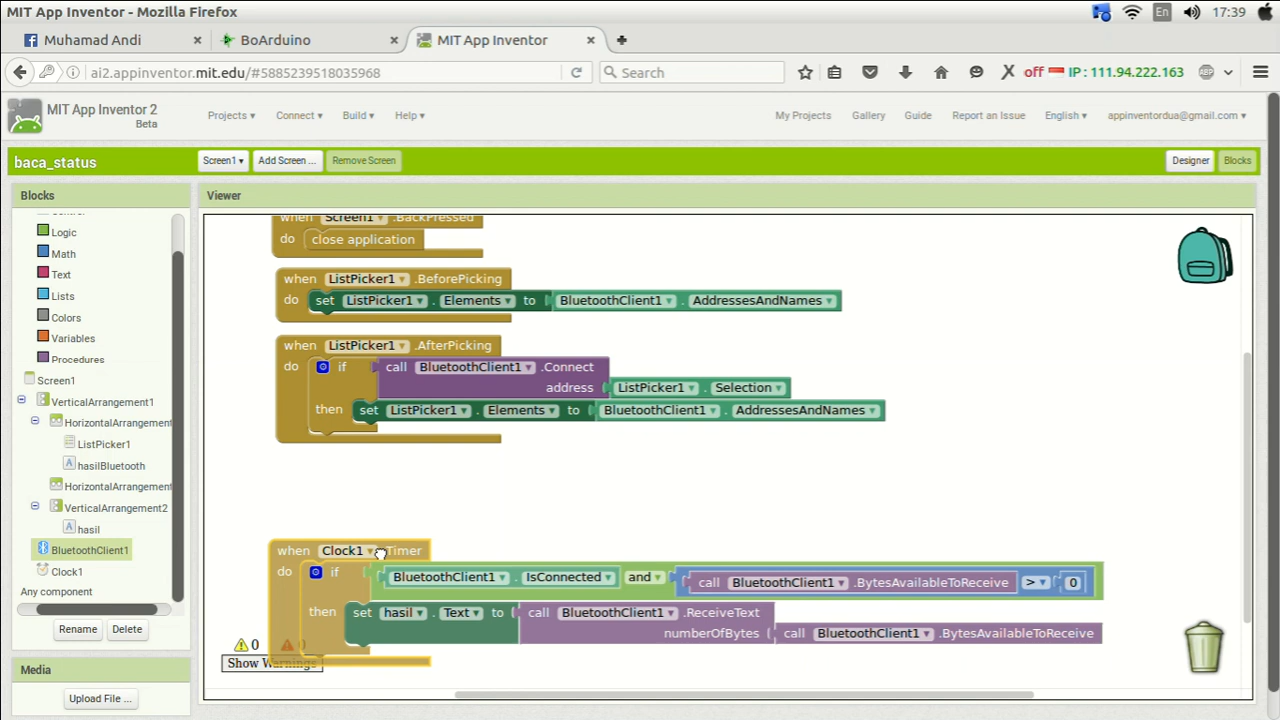 MIT App Inventor - Mozilla Firefox
En
17:39
Muhamad Andi
BoArduino
MIT App Inventor
ai2.appinventor.mit.edu/#5885239518035968
Search
off
IP : 111.94.222.163
ABP
MIT App Inventor 2
Beta
Projects
Connect
Build
Help
My Projects
Gallery
Guide
Report an Issue
English
appinventordua@gmail.com
baca_status
Screen1
Add Screen ...
Remove Screen
Designer
Blocks
Blocks
Control
Logic
Math
Text
Lists
Colors
Variables
Procedures
Screen1
VerticalArrangement1
HorizontalArrangement
ListPicker1
hasilBluetooth
HorizontalArrangement
VerticalArrangement2
hasil
BluetoothClient1
Clock1
Any component
Rename
Delete
Media
Upload File ...
Viewer
when Screen1 .BackPressed
do close application
when ListPicker1 .BeforePicking
do set ListPicker1 . Elements to BluetoothClient1 . AddressesAndNames
when ListPicker1 .AfterPicking
do if call BluetoothClient1 .Connect
address ListPicker1 . Selection
then set ListPicker1 . Elements to BluetoothClient1 . AddressesAndNames
when Clock1 .Timer
do if BluetoothClient1 . IsConnected and call BluetoothClient1 .BytesAvailableToReceive > 0
then set hasil . Text to call BluetoothClient1 .ReceiveText
numberOfBytes call BluetoothClient1 .BytesAvailableToReceive
0 0
Show Warnings